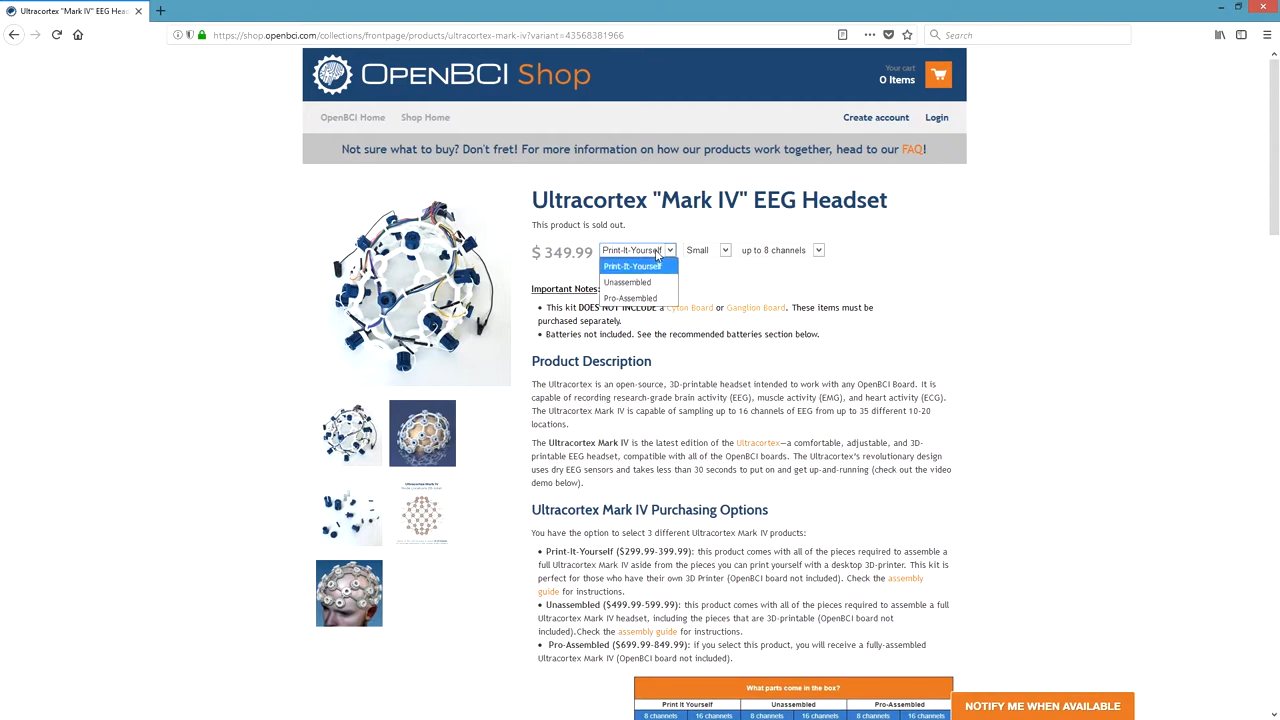 Ultracortex "Mark IV" EEG Head
https://shop.openbci.com/collections/frontpage/products/ultracortex-mark-iv?variant=43568381966
Search
OPENBCI Shop
Your cart
0 Items
OpenBCI Home
Shop Home
Create account
Login
Not sure what to buy? Don't fret! For more information on how our products work together, head to our FAQ!
Ultracortex "Mark IV" EEG Headset
This product is sold out.
$ 349.99
Print-It-Yourself
Small
up to 8 channels
Print-It-Yourself
Unassembled
Pro-Assembled
Important Notes:
• This kit DOES NOT INCLUDE a Cyton Board or Ganglion Board. These items must be
purchased separately.
• Batteries not included. See the recommended batteries section below.
Product Description
The Ultracortex is an open-source, 3D-printable headset intended to work with any OpenBCI Board. It is
capable of recording research-grade brain activity (EEG), muscle activity (EMG), and heart activity (ECG).
The Ultracortex Mark IV is capable of sampling up to 16 channels of EEG from up to 35 different 10-20
locations.
The Ultracortex Mark IV is the latest edition of the Ultracortex—a comfortable, adjustable, and 3D-
printable EEG headset, compatible with all of the OpenBCI boards. The Ultracortex's revolutionary design
uses dry EEG sensors and takes less than 30 seconds to put on and get up-and-running (check out the video
demo below).
Ultracortex Mark IV Purchasing Options
You have the option to select 3 different Ultracortex Mark IV products:
• Print-It-Yourself ($299.99-399.99): this product comes with all of the pieces required to assemble a
full Ultracortex Mark IV aside from the pieces you can print yourself with a desktop 3D-printer. This kit is
perfect for those who have their own 3D Printer (OpenBCI board not included). Check the assembly
guide for instructions.
• Unassembled ($499.99-599.99): this product comes with all of the pieces required to assemble a full
Ultracortex Mark IV headset, including the pieces that are 3D-printable (OpenBCI board not
included).Check the assembly guide for instructions.
• Pro-Assembled ($699.99-849.99): if you select this product, you will receive a fully-assembled
Ultracortex Mark IV (OpenBCI board not included).
What parts come in the box?
Print It Yourself
Unassembled
Pro-Assembled
8 channels
16 channels
8 channels
16 channels
8 channels
16 channels
NOTIFY ME WHEN AVAILABLE